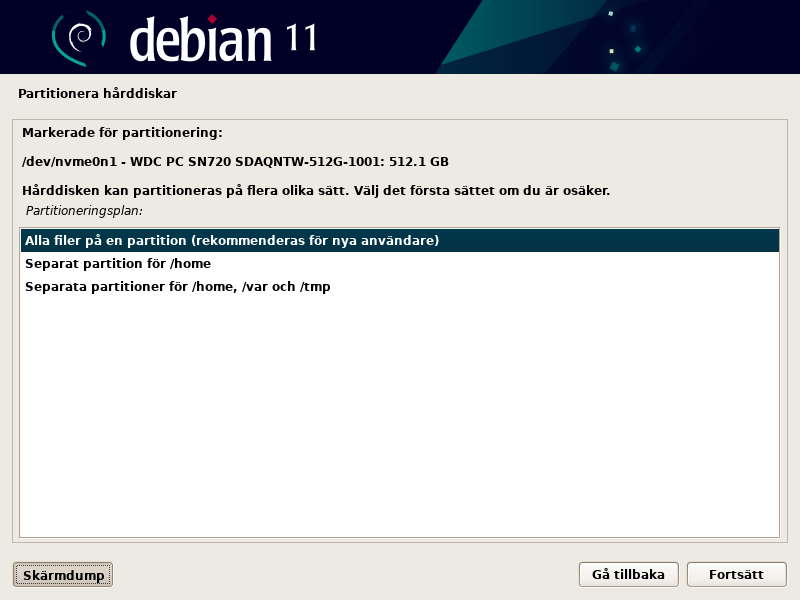 debian 11
Partitionera hårddiskar
Markerade för partitionering:
/dev/nvme0n1 - WDC PC SN720 SDAQNTW-512G-1001: 512.1 GB
Hårddisken kan partitioneras på flera olika sätt. Välj det första sättet om du är osäker.
Partitioneringsplan:
Alla filer på en partition (rekommenderas för nya användare)
Separat partition för /home
Separata partitioner för /home, /var och /tmp
Skärmdump
Gå tillbaka
Fortsätt